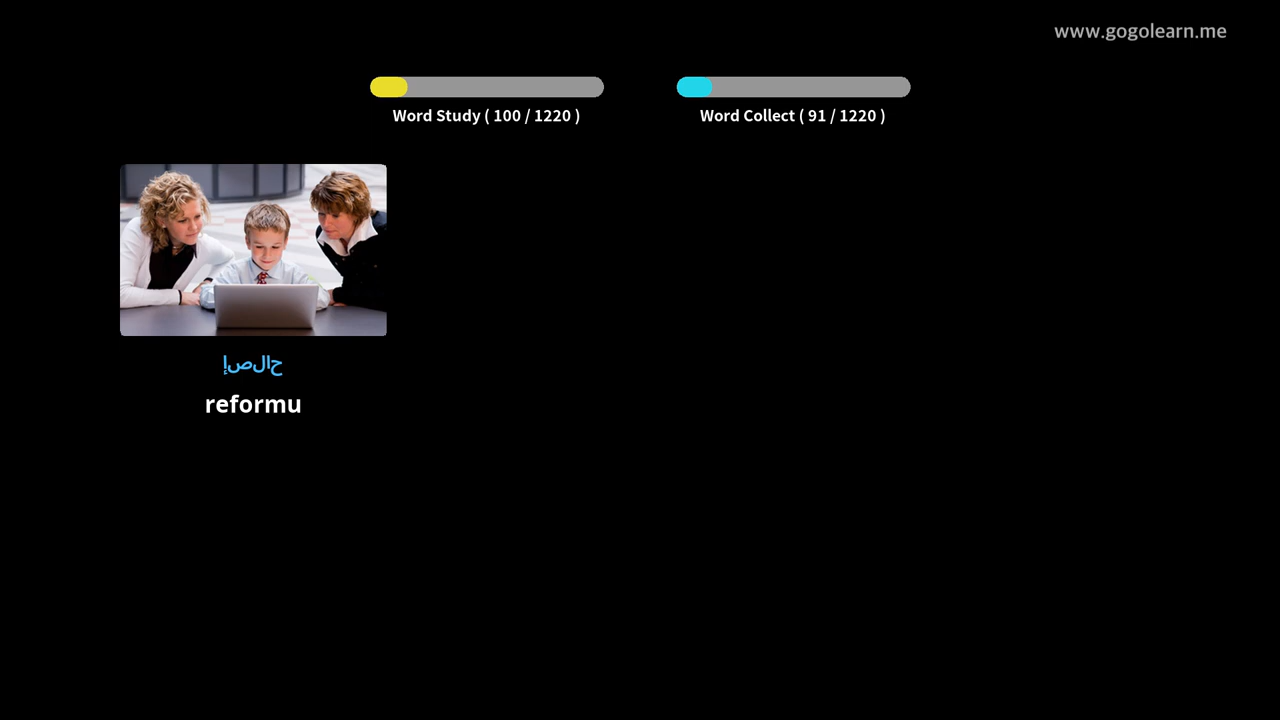 www.gogolearn.me
Word Study ( 100 / 1220 )
Word Collect ( 91 / 1220 )
إصلاح
reformu